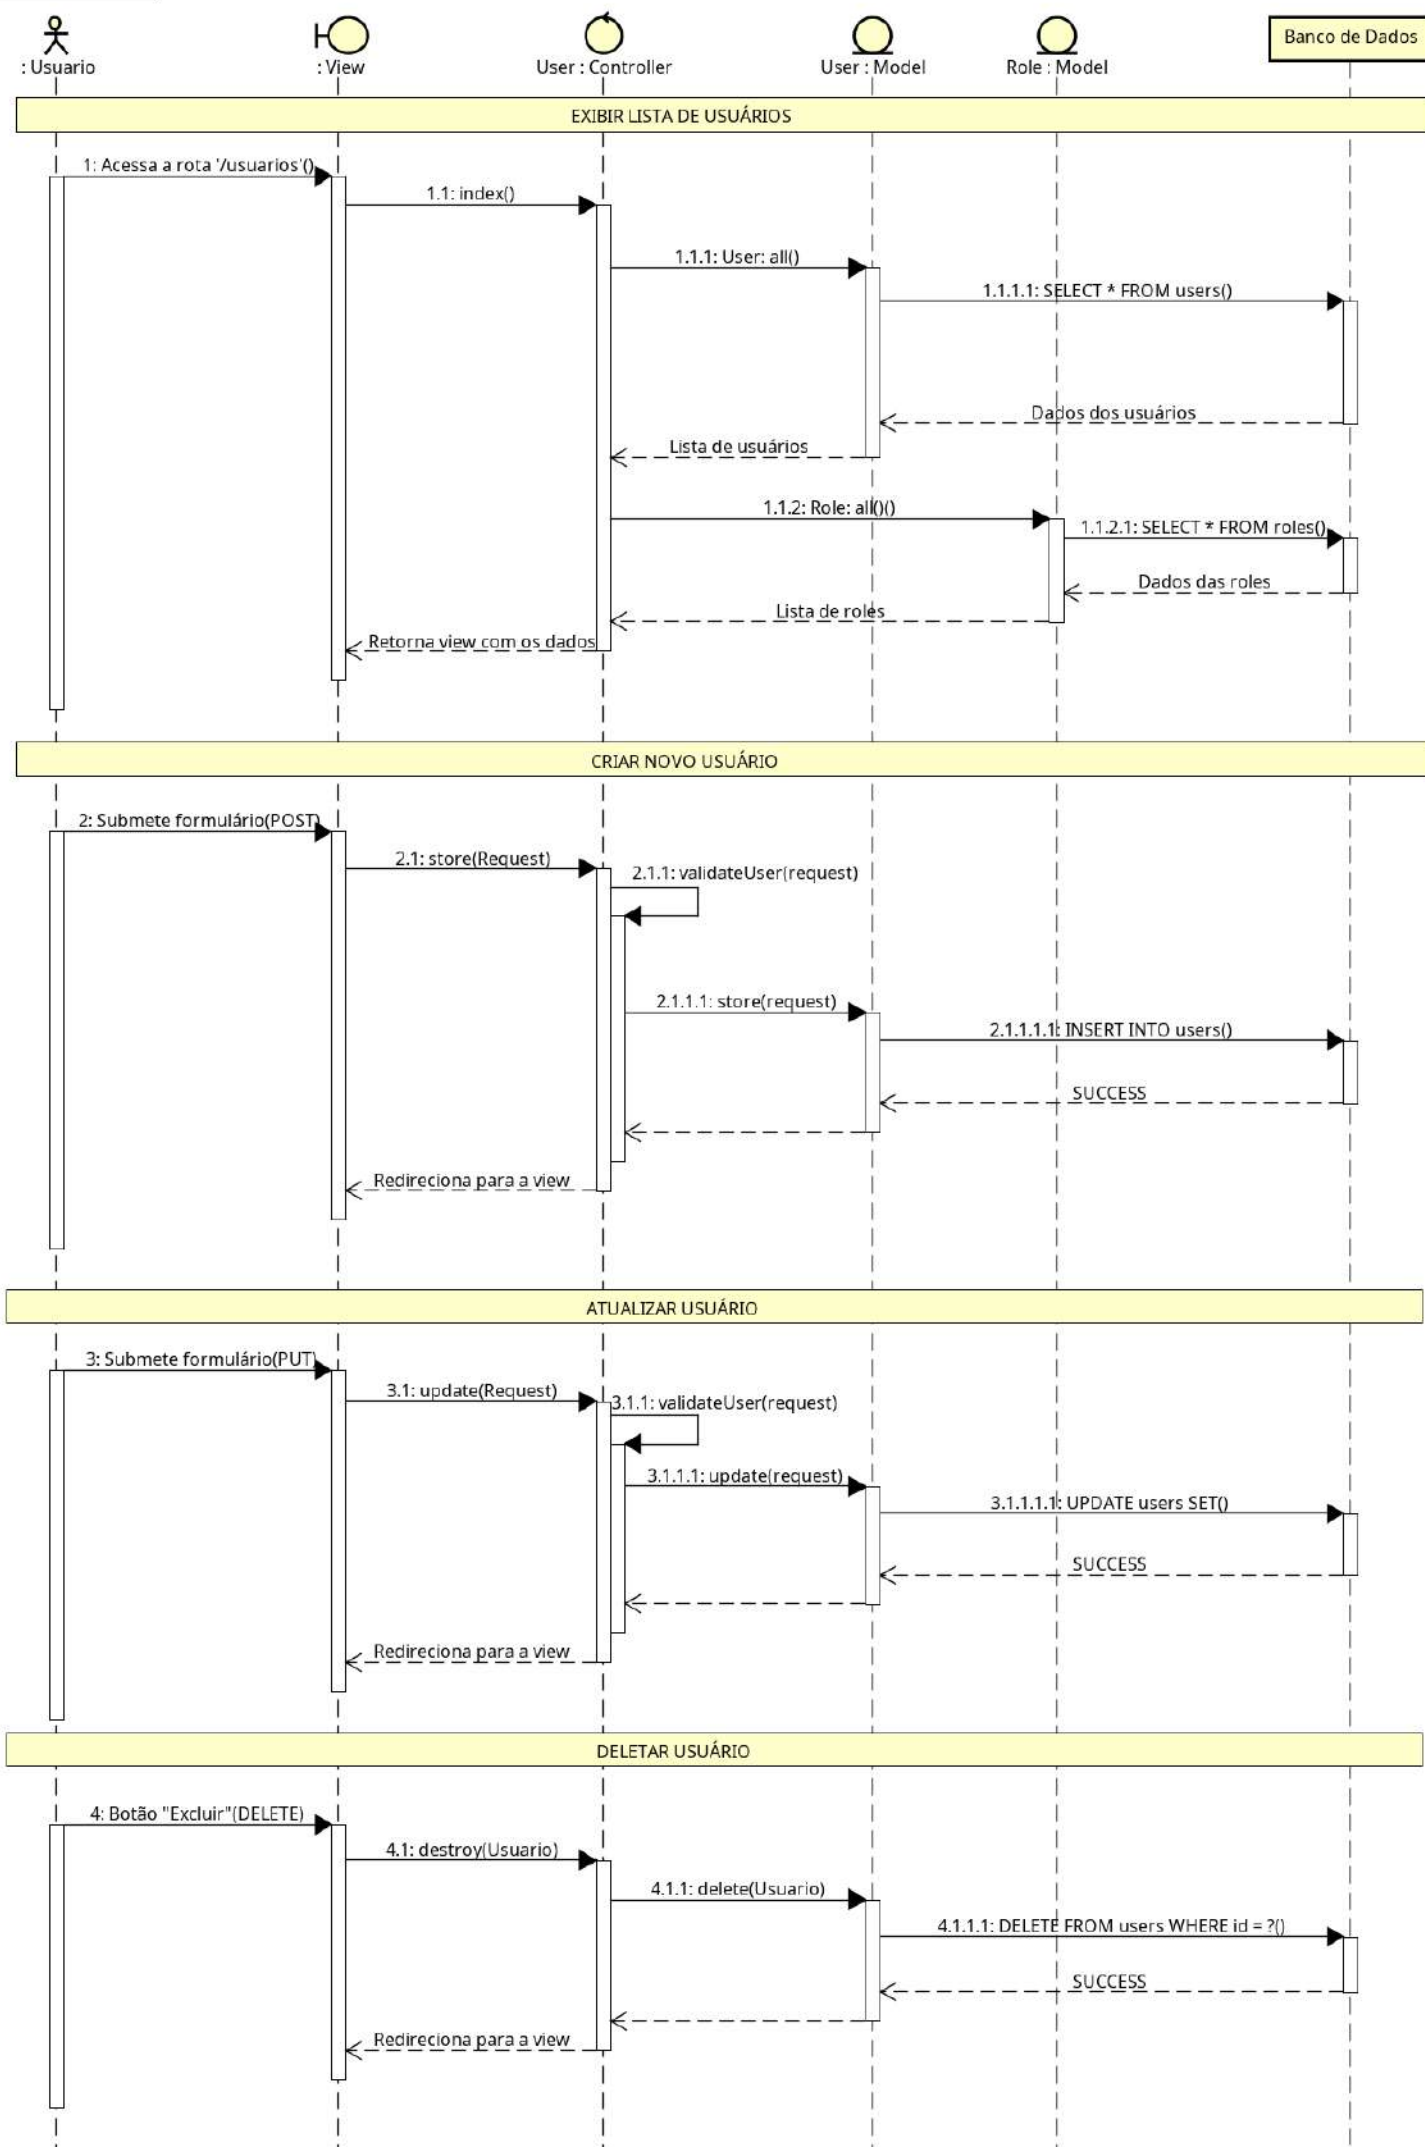 : Usuario
: View
User : Controller
User : Model
Role : Model
Banco de Dados
EXIBIR LISTA DE USUÁRIOS
1: Acessa a rota '/usuarios'()
1.1: index()
1.1.1: User: all()
1.1.1.1: SELECT * FROM users()
Dados dos usuários
Lista de usuários
1.1.2: Role: all()()
1.1.2.1: SELECT * FROM roles()
Dados das roles
Lista de roles
Retorna view com os dados
CRIAR NOVO USUÁRIO
2: Submete formulário(POST)
2.1: store(Request)
2.1.1: validateUser(request)
2.1.1.1: store(request)
2.1.1.1.1: INSERT INTO users()
SUCCESS
Redireciona para a view
ATUALIZAR USUÁRIO
3: Submete formulário(PUT)
3.1: update(Request)
3.1.1: validateUser(request)
3.1.1.1: update(request)
3.1.1.1.1: UPDATE users SET()
SUCCESS
Redireciona para a view
DELETAR USUÁRIO
4: Botão "Excluir"(DELETE)
4.1: destroy(Usuario)
4.1.1: delete(Usuario)
4.1.1.1: DELETE FROM users WHERE id = ?()
SUCCESS
Redireciona para a view